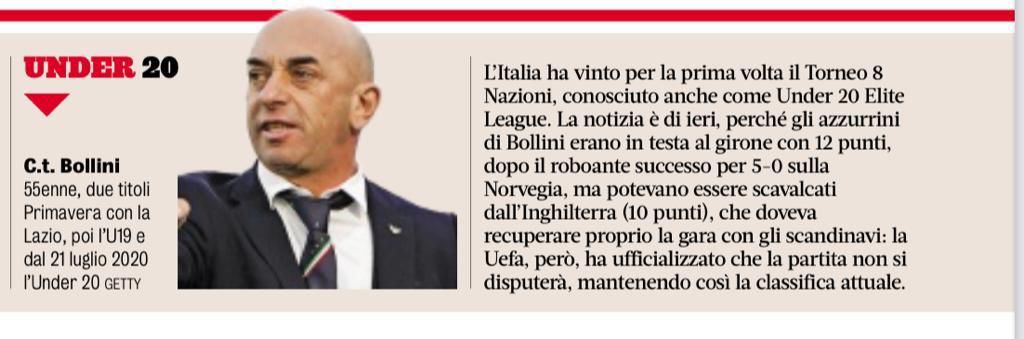 UNDER 20
C.t. Bollini
55enne, due titoli
Primavera con la
Lazio, poi l'U19 e
dal 21 luglio 2020
l'Under 20 GETTY
L'Italia ha vinto per la prima volta il Torneo 8
Nazioni, conosciuto anche come Under 20 Elite
League. La notizia è di ieri, perché gli azzurrini
di Bollini erano in testa al girone con 12 punti,
dopo il roboante successo per 5-0 sulla
Norvegia, ma potevano essere scavalcati
dall'Inghilterra (10 punti), che doveva
recuperare proprio la gara con gli scandinavi: la
Uefa, però, ha ufficializzato che la partita non si
disputerà, mantenendo così la classifica attuale.